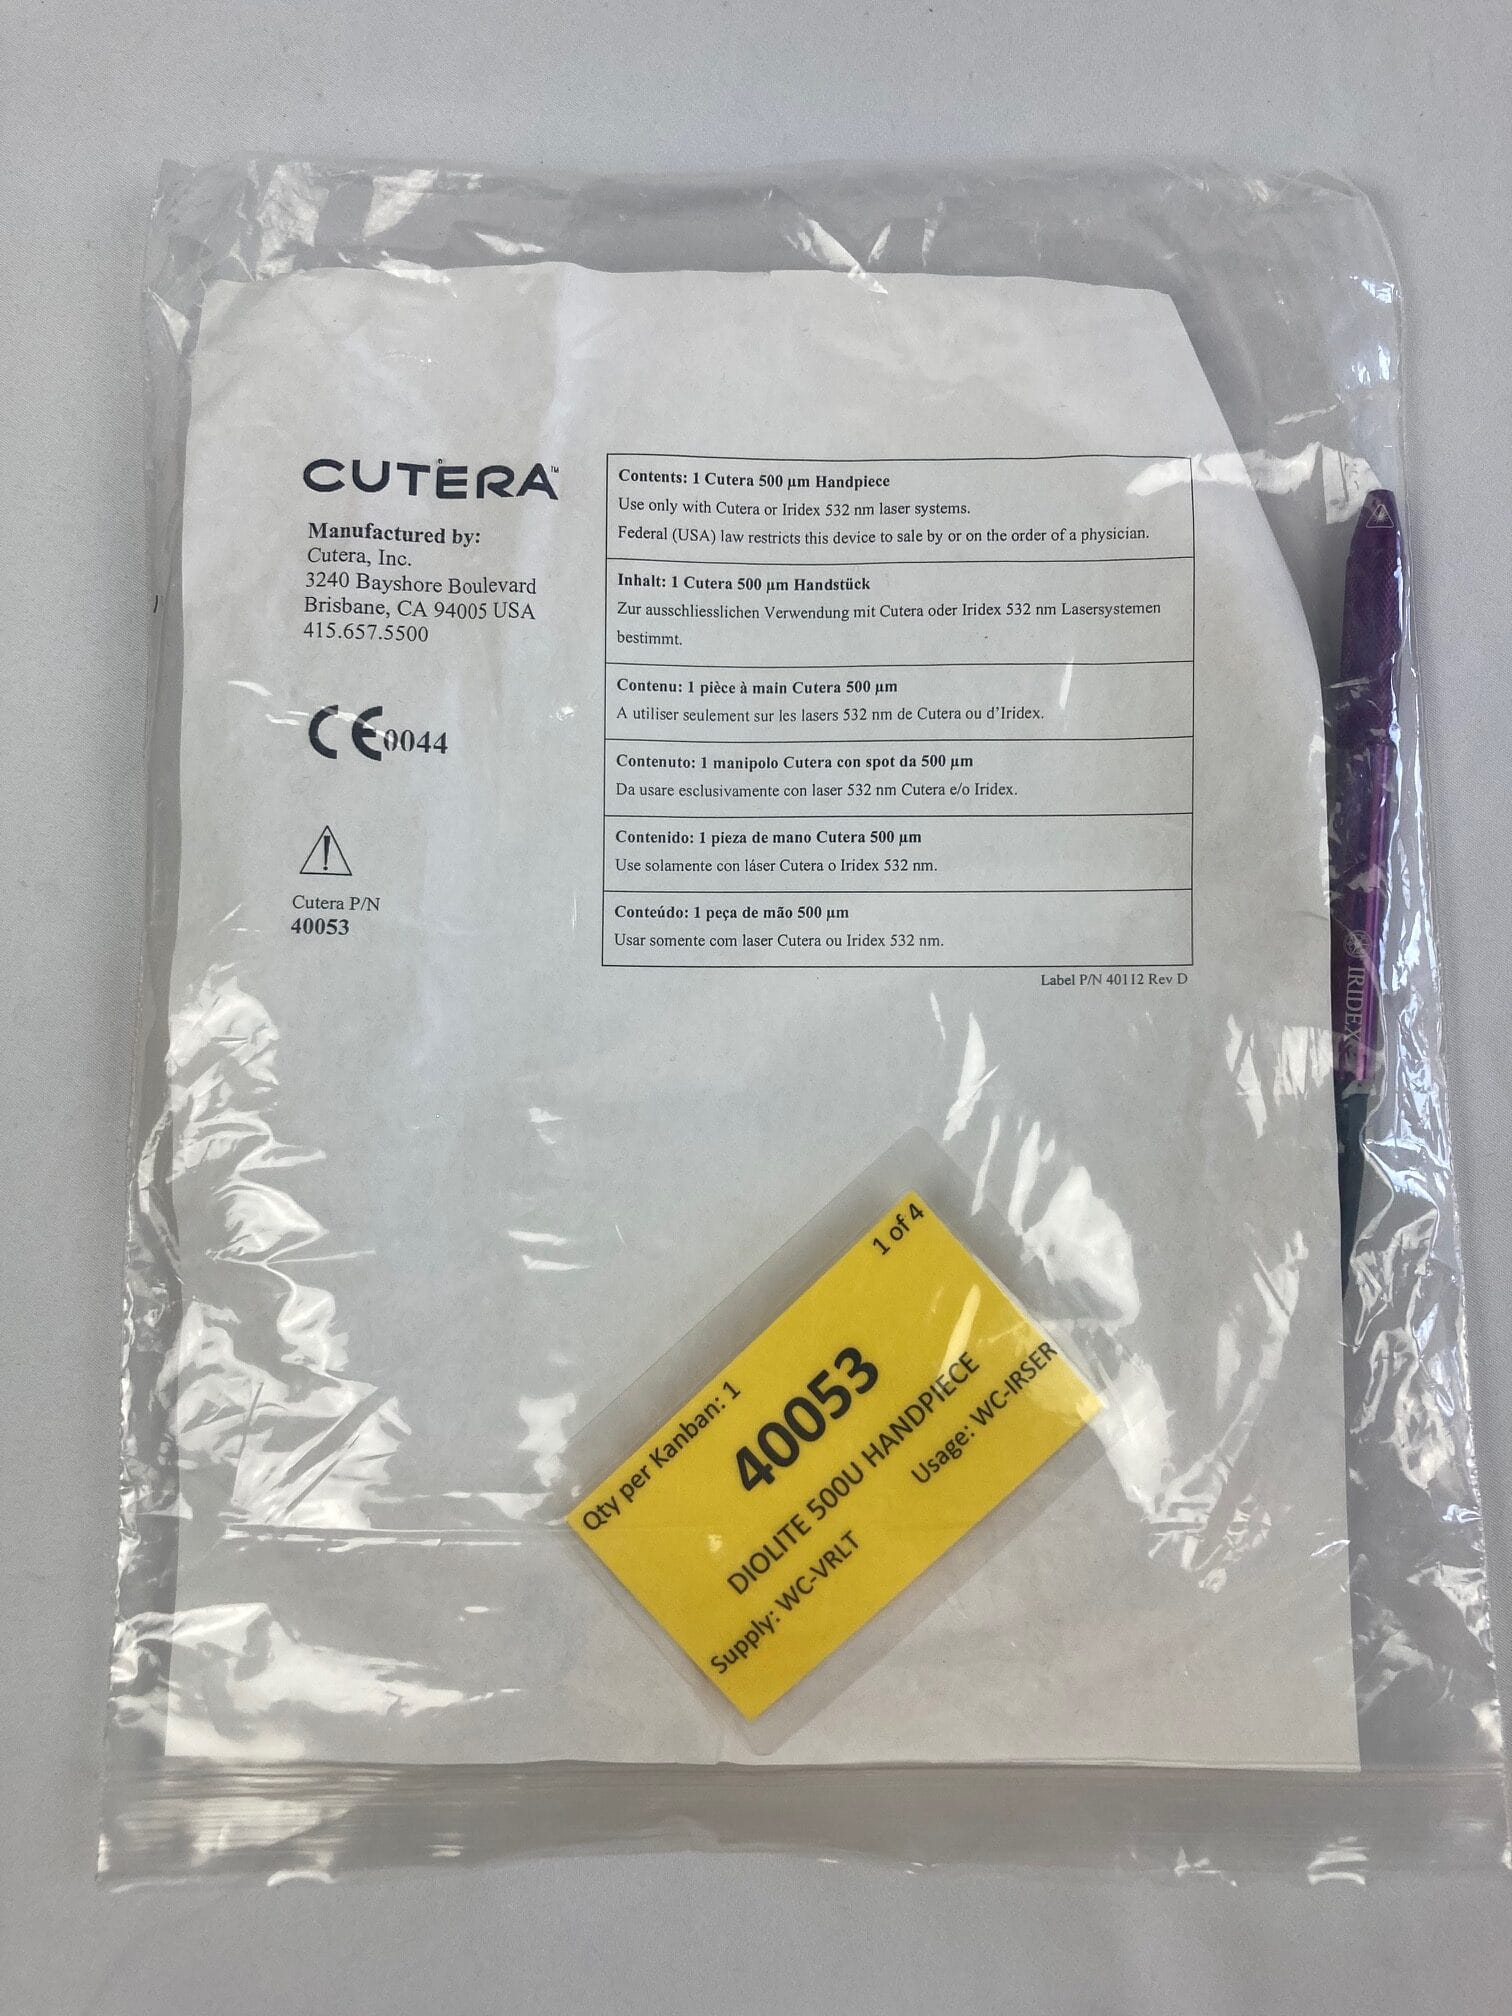 CUTERA™
Manufactured by:
Cutera, Inc.
3240 Bayshore Boulevard
Brisbane, CA 94005 USA
415.657.5500
CE0044
Cutera P/N
40053
Contents: 1 Cutera 500 µm Handpiece
Use only with Cutera or Iridex 532 nm laser systems.
Federal (USA) law restricts this device to sale by or on the order of a physician.
Inhalt: 1 Cutera 500 µm Handstück
Zur ausschliesslichen Verwendung mit Cutera oder Iridex 532 nm Lasersystemen
bestimmt.
Contenu: 1 pièce à main Cutera 500 µm
A utiliser seulement sur les lasers 532 nm de Cutera ou d’Iridex.
Contenuto: 1 manipolo Cutera con spot da 500 µm
Da usare esclusivamente con laser 532 nm Cutera e/o Iridex.
Contenido: 1 pieza de mano Cutera 500 µm
Use solamente con láser Cutera o Iridex 532 nm.
Conteúdo: 1 peça de mão 500 µm
Usar somente com laser Cutera ou Iridex 532 nm.
Label P/N 40112 Rev D
IRIDEX
Qty per Kanban: 1
1 of 4
40053
DIOLITE 500U HANDPIECE
Supply: WC-VRLT
Usage: WC-IRSER